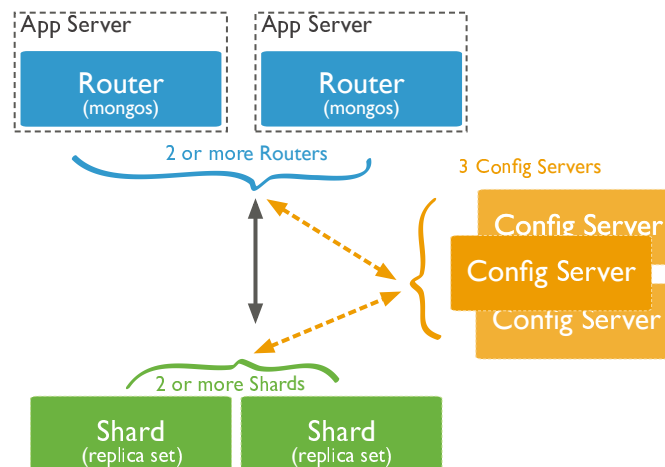 App Server
App Server
Router
(mongos)
Router
(mongos)
2 or more Routers
3 Config Servers
Config Server
Config Server
Config Server
2 or more Shards
Shard
(replica set)
Shard
(replica set)